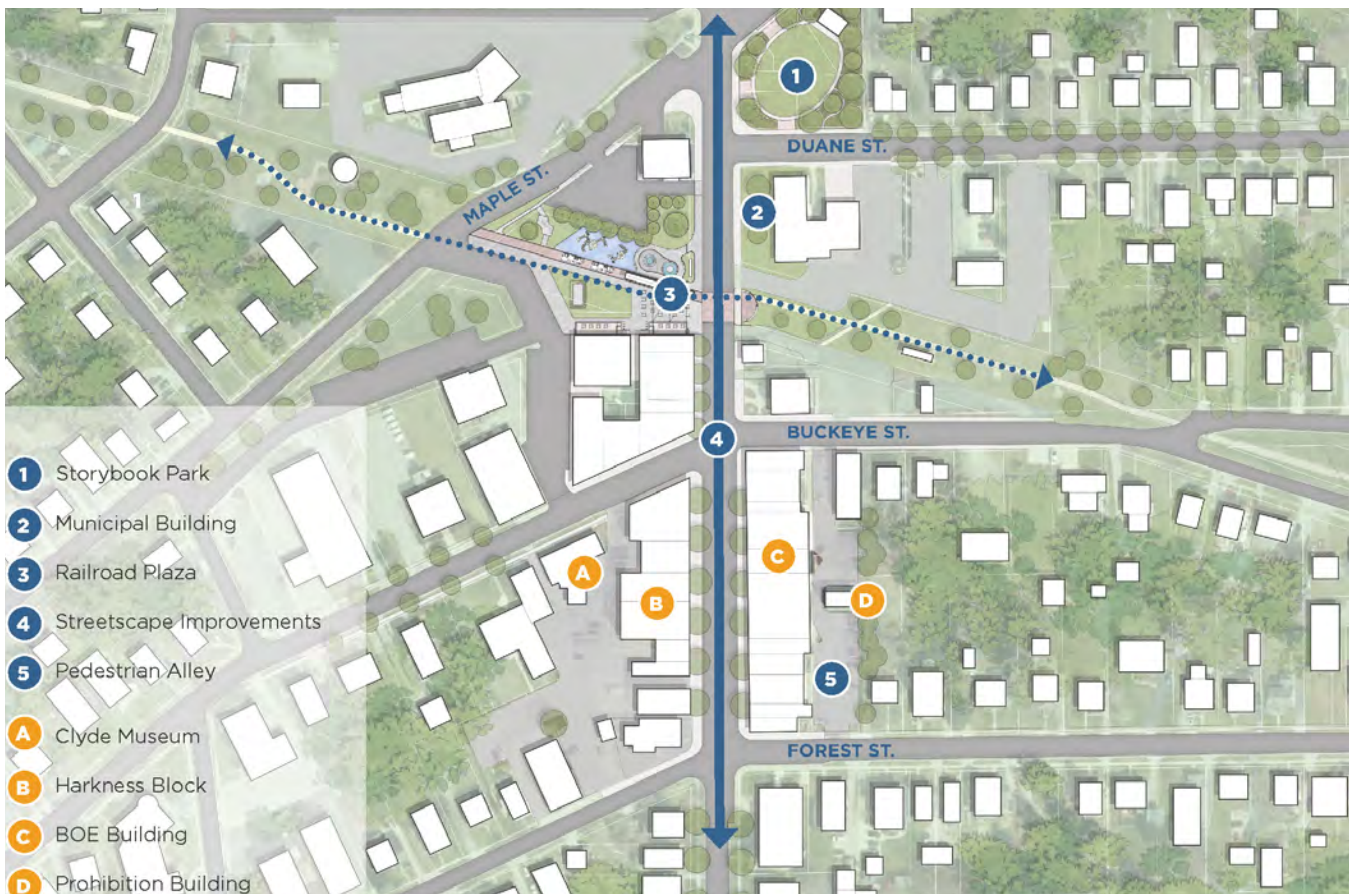 1
DUANE ST.
MAPLE ST.
2
1
3
BUCKEYE ST.
4
C
A
B
D
5
FOREST ST.
1 Storybook Park
2 Municipal Building
3 Railroad Plaza
4 Streetscape Improvements
5 Pedestrian Alley
A Clyde Museum
B Harkness Block
C BOE Building
D Prohibition Building